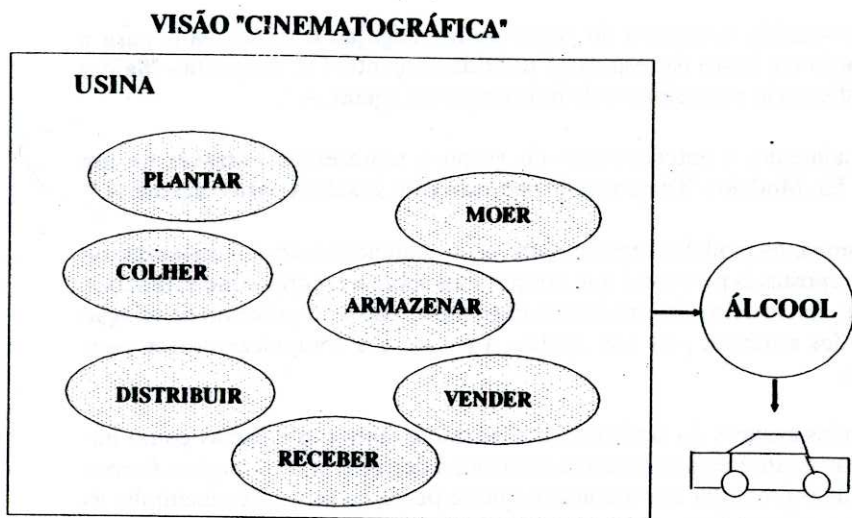 VISÃO "CINEMATOGRÁFICA"
USINA
PLANTAR
MOER
COLHER
ARMAZENAR
ÁLCOOL
DISTRIBUIR
VENDER
RECEBER